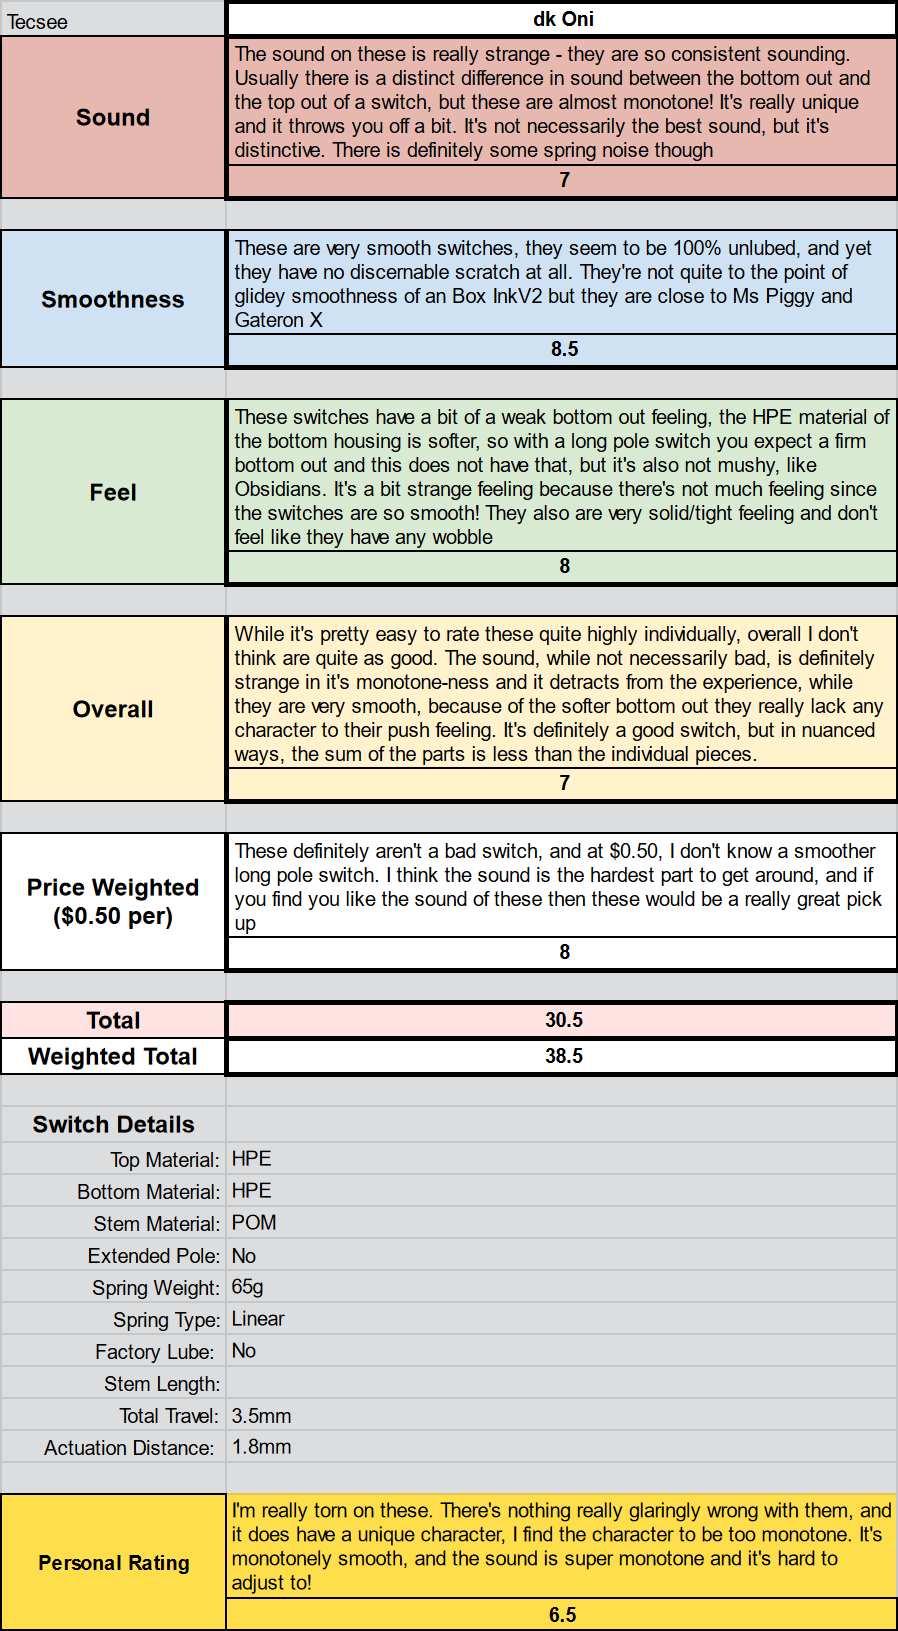 Tecsee
dk Oni
Sound
The sound on these is really strange - they are so consistent sounding.
Usually there is a distinct difference in sound between the bottom out and
the top out of a switch, but these are almost monotone! It's really unique
and it throws you off a bit. It's not necessarily the best sound, but it's
distinctive. There is definitely some spring noise though
7
Smoothness
These are very smooth switches, they seem to be 100% unlubed, and yet
they have no discernable scratch at all. They're not quite to the point of
glidey smoothness of an Box InkV2 but they are close to Ms Piggy and
Gateron X
8.5
Feel
These switches have a bit of a weak bottom out feeling, the HPE material of
the bottom housing is softer, so with a long pole switch you expect a firm
bottom out and this does not have that, but it's also not mushy, like
Obsidians. It's a bit strange feeling because there's not much feeling since
the switches are so smooth! They also are very solid/tight feeling and don't
feel like they have any wobble
8
Overall
While it's pretty easy to rate these quite highly individually, overall I don't
think are quite as good. The sound, while not necessarily bad, is definitely
strange in it's monotone-ness and it detracts from the experience, while
they are very smooth, because of the softer bottom out they really lack any
character to their push feeling. It's definitely a good switch, but in nuanced
ways, the sum of the parts is less than the individual pieces.
7
Price Weighted
($0.50 per)
These definitely aren't a bad switch, and at $0.50, I don't know a smoother
long pole switch. I think the sound is the hardest part to get around, and if
you find you like the sound of these then these would be a really great pick
up
8
Total
30.5
Weighted Total
38.5
Switch Details
Top Material: HPE
Bottom Material: HPE
Stem Material: POM
Extended Pole: No
Spring Weight: 65g
Spring Type: Linear
Factory Lube: No
Stem Length:
Total Travel: 3.5mm
Actuation Distance: 1.8mm
Personal Rating
I'm really torn on these. There's nothing really glaringly wrong with them, and
it does have a unique character, I find the character to be too monotone. It's
monotonely smooth, and the sound is super monotone and it's hard to
adjust to!
6.5